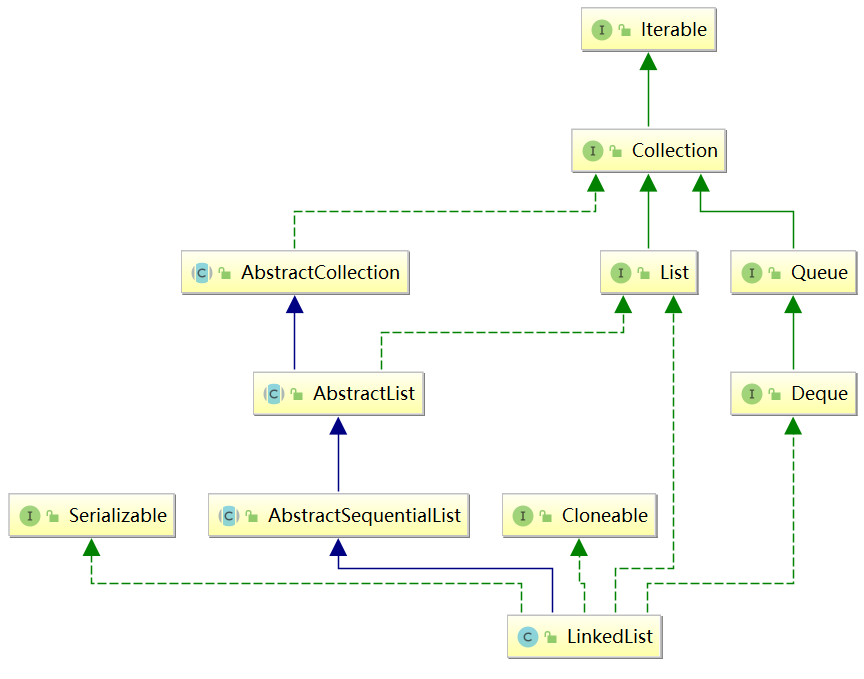 I Iterable
I Collection
C AbstractCollection
I List
I Queue
C AbstractList
I Deque
I Serializable
C AbstractSequentialList
I Cloneable
C LinkedList